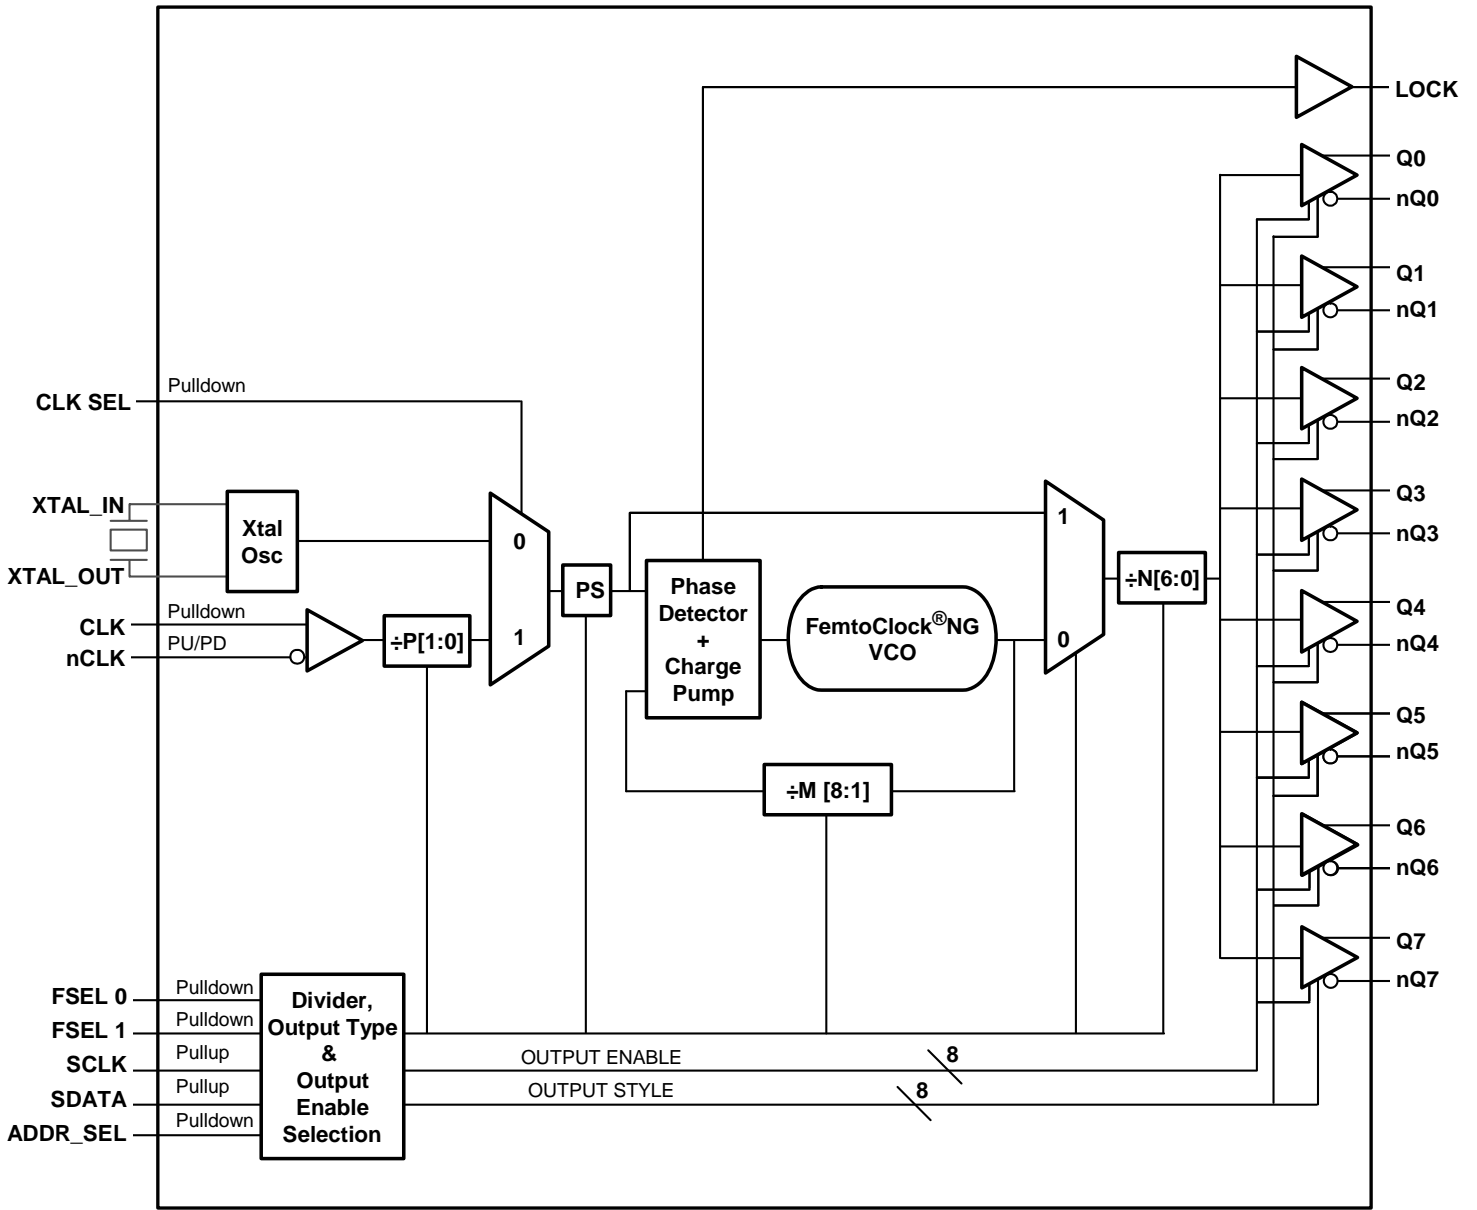 LOCK
Q0
nQ0
Q1
nQ1
Pulldown
CLK SEL
Q2
nQ2
XTAL_IN
XTAL_OUT
Xtal
Osc
0
1
PS
Pulldown
CLK
PU/PD
nCLK
÷P[1:0]
Phase
Detector
+
Charge
Pump
FemtoClock®NG
VCO
1
0
÷N[6:0]
÷M [8:1]
Q3
nQ3
Q4
nQ4
Q5
nQ5
Q6
nQ6
Q7
nQ7
FSEL 0
Pulldown
FSEL 1
Pulldown
SCLK
Pullup
SDATA
Pullup
ADDR_SEL
Pulldown
Divider,
Output Type
&
Output
Enable
Selection
OUTPUT ENABLE
8
OUTPUT STYLE
8